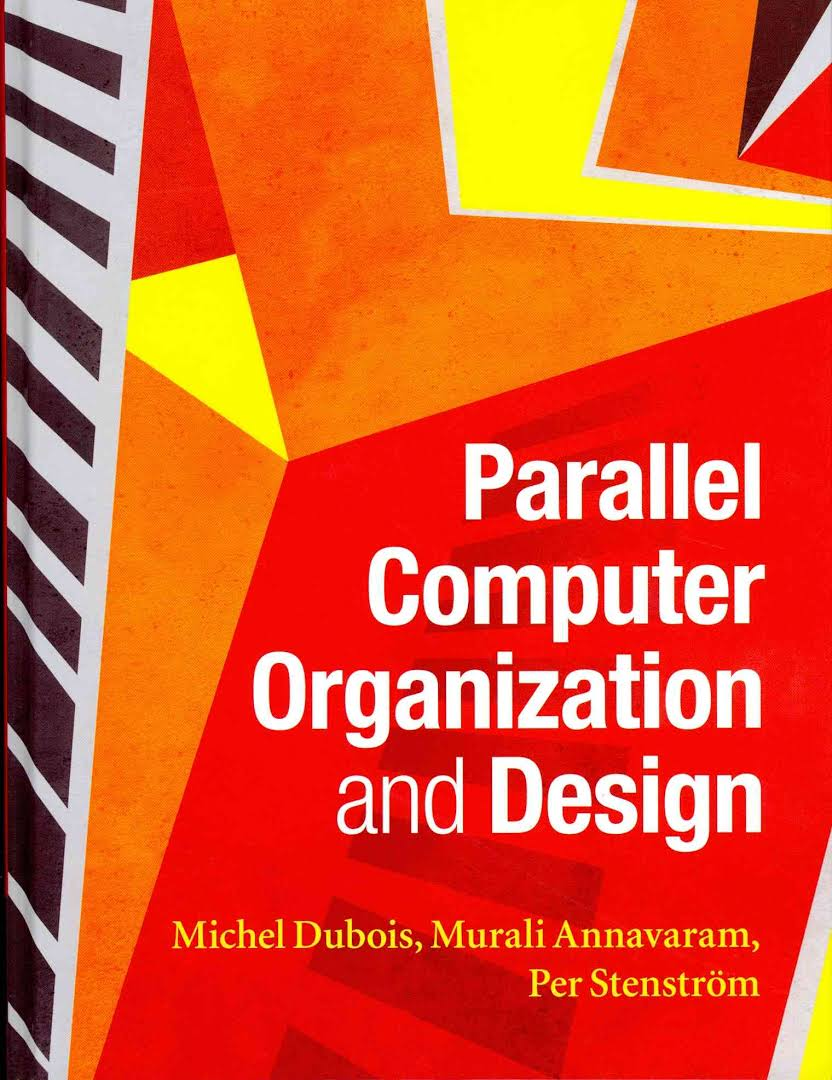 Parallel
Computer
Organization
and Design
Michel Dubois, Murali Annavaram,
Per Stenström